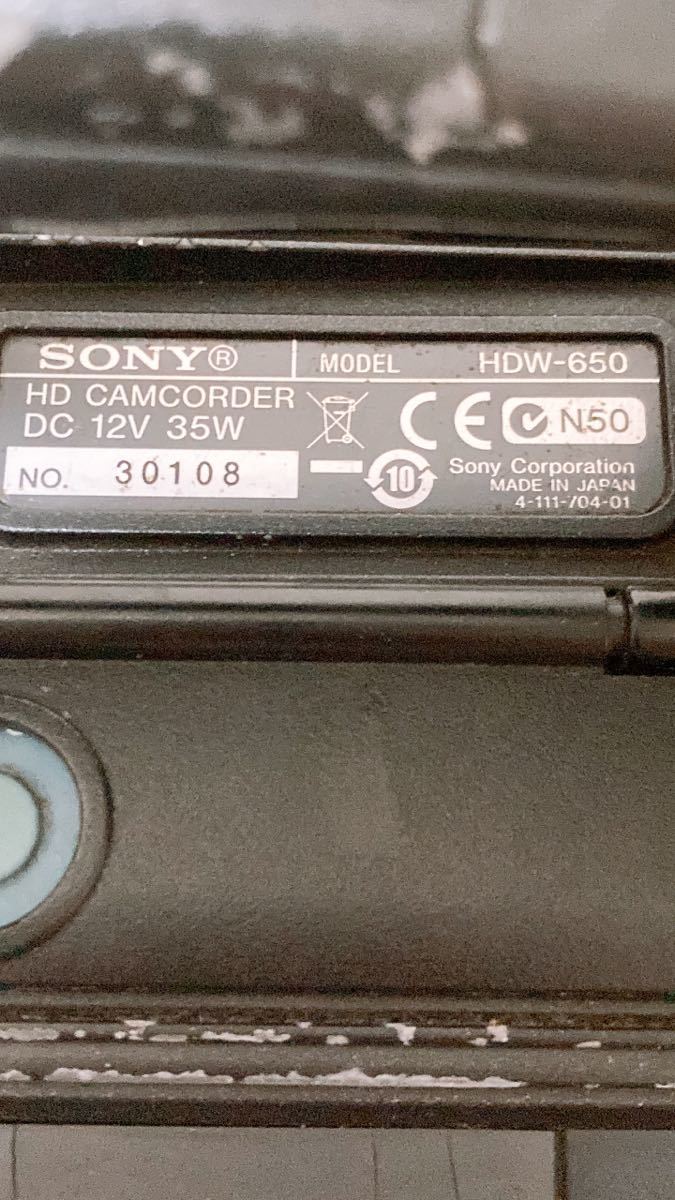 SONY® MODEL HDW-650
HD CAMCORDER
DC 12V 35W
CE N50
NO. 30108
10
Sony Corporation
MADE IN JAPAN
4-111-704-01